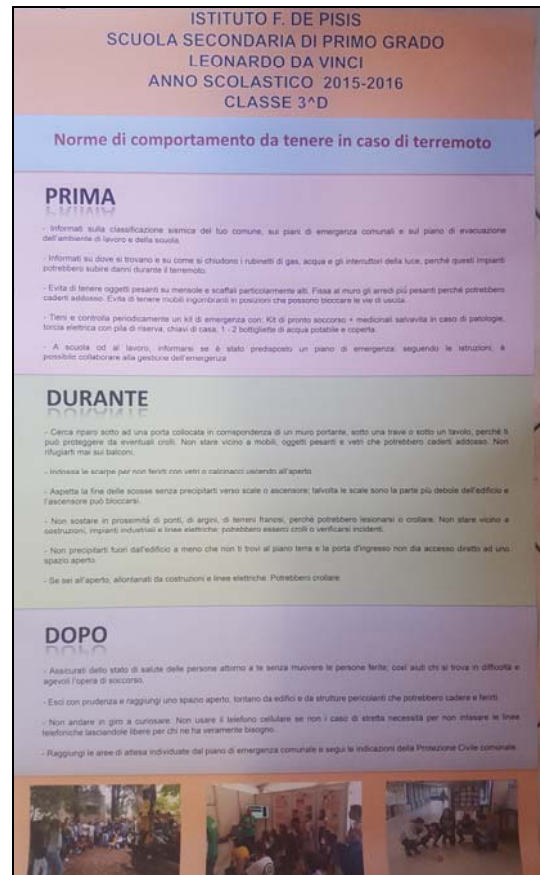 ISTITUTO F. DE PISIS
SCUOLA SECONDARIA DI PRIMO GRADO
LEONARDO DA VINCI
ANNO SCOLASTICO 2015-2016
CLASSE 3^D
Norme di comportamento da tenere in caso di terremoto
PRIMA
- Informati sulla classificazione sismica del tuo comune, sui piani di emergenza comunali e sul piano di evacuazione
dell'ambiente di lavoro e della scuola.
- Informati su dove si trovano e su come si chiudono i rubinetti di gas, acqua e gli interruttori della luce, perché questi impianti
potrebbero subire danni durante il terremoto.
- Evita di tenere oggetti pesanti su mensole e scaffali particolarmente alti. Fissa al muro gli arredi più pesanti perché potrebbero
caderti addosso. Evita di tenere mobili ingombranti in posizioni che possono bloccare le vie di uscita.
- Tieni e controlla periodicamente un kit di emergenza con: Kit di pronto soccorso + medicinali salvavita in caso di patologie,
torcia elettrica con pila di riserva, chiavi di casa, 1 - 2 bottigliette di acqua potabile e coperta.
- A scuola od al lavoro, informarsi se è stato predisposto un piano di emergenza, seguendo le istruzioni, è
possibile collaborare alla gestione dell'emergenza
DURANTE
- Cerca riparo sotto ad una porta collocata in corrispondenza di un muro portante, sotto una trave o sotto un tavolo, perché ti
può proteggere da eventuali crolli. Non stare vicino a mobili, oggetti pesanti e vetri che potrebbero caderti addosso. Non
rifugiarti mai sui balconi.
- Indossa le scarpe per non ferirti con vetri o calcinacci uscendo all'aperto.
- Aspetta la fine delle scosse senza precipitarti verso scale o ascensore; talvolta le scale sono la parte più debole dell'edificio e
l'ascensore può bloccarsi.
- Non sostare in prossimità di ponti, di argini, di terreni franosi, perché potrebbero lesionarsi o crollare. Non stare vicino a
costruzioni, impianti industriali e linee elettriche; potrebbero esserci crolli o verificarsi incidenti.
- Non precipitarti fuori dall'edificio a meno che non ti trovi al piano terra e la porta d'ingresso non dia accesso diretto ad uno
spazio aperto.
- Se sei all'aperto, allontanati da costruzioni e linee elettriche. Potrebbero crollare.
DOPO
- Assicurati dello stato di salute delle persone attorno a te senza muovere le persone ferite; così aiuti chi si trova in difficoltà e
agevoli l'opera di soccorso.
- Esci con prudenza e raggiungi uno spazio aperto, lontano da edifici e da strutture pericolanti che potrebbero cadere e ferirti.
- Non andare in giro a curiosare. Non usare il telefono cellulare se non i caso di stretta necessità per non intasare le linee
telefoniche lasciandole libere per chi ne ha veramente bisogno.
- Raggiungi le aree di attesa individuate dal piano di emergenza comunale e segui le indicazioni della Protezione Civile comunale.